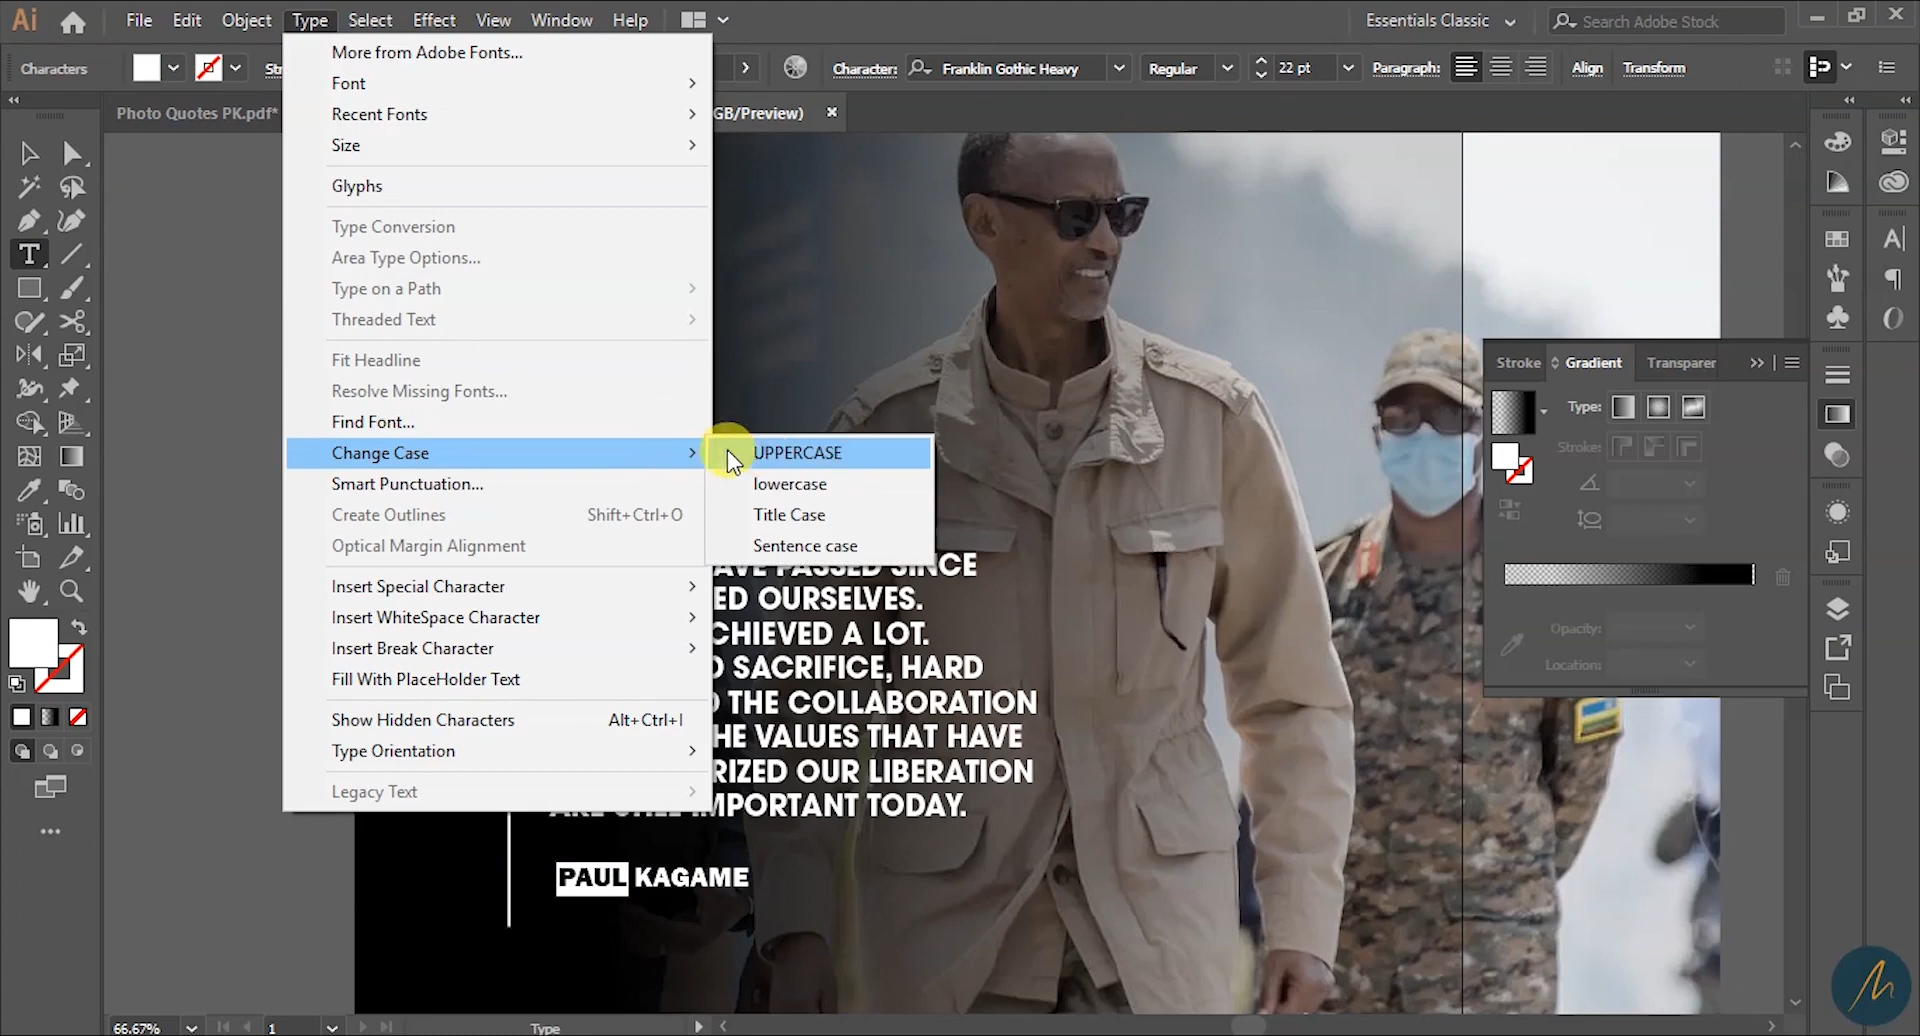 Ai File Edit Object Type Select Effect View Window Help Essentials Classic Search Adobe Stock
Characters Character: Franklin Gothic Heavy Regular 22 pt Paragraph: Align Transform
Photo Quotes PK.pdf* GB/Preview)
More from Adobe Fonts...
Font
Recent Fonts
Size
Glyphs
Type Conversion
Area Type Options...
Type on a Path
Threaded Text
Fit Headline
Resolve Missing Fonts...
Find Font...
Change Case
Smart Punctuation...
Create Outlines Shift+Ctrl+O
Optical Margin Alignment
Insert Special Character
Insert WhiteSpace Character
Insert Break Character
Fill With PlaceHolder Text
Show Hidden Characters Alt+Ctrl+I
Type Orientation
Legacy Text
UPPERCASE
lowercase
Title Case
Sentence case
PASSED SINCE
ED OURSELVES.
CHIEVED A LOT.
SACRIFICE, HARD
THE COLLABORATION
HE VALUES THAT HAVE
RIZED OUR LIBERATION
IMPORTANT TODAY.
PAUL KAGAME
Stroke Gradient Transparer
Type:
Stroke:
Opacity:
Location:
66.67% 1 Type